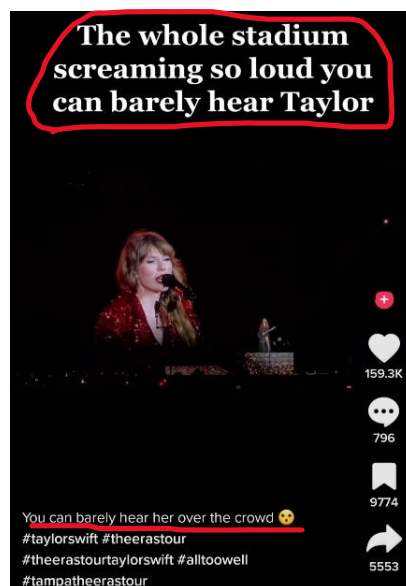 The whole stadium
screaming so loud you
can barely hear Taylor
159.3K
796
9774
You can barely hear her over the crowd 😯
#taylorswift #theerastour
#theerastourtaylorswift #alltoowell
5553
#tampatheerastour